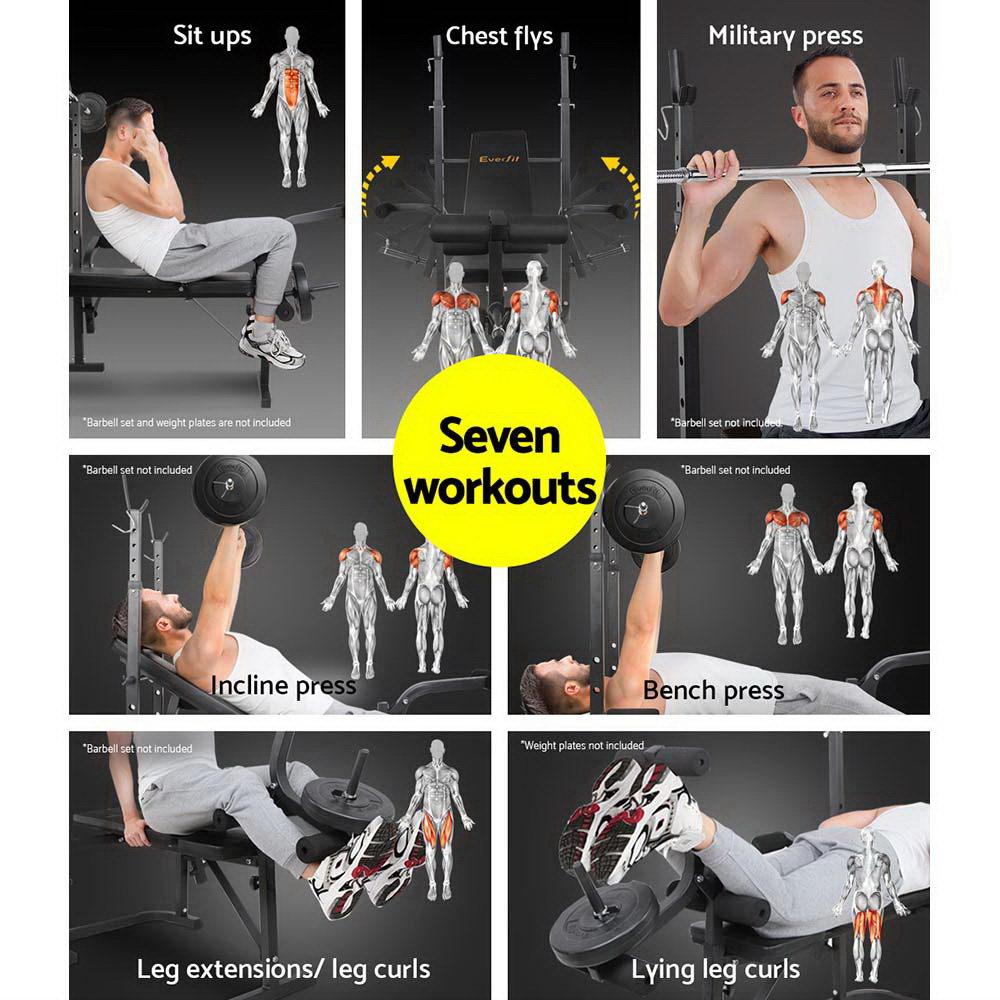 Sit ups
*Barbell set and weight plates are not included
Chest flys
Everfit
Military press
*Barbell set not included
Seven
workouts
*Barbell set not included
Incline press
*Barbell set not included
Bench press
*Barbell set not included
Leg extensions/ leg curls
*Weight plates not included
Lying leg curls